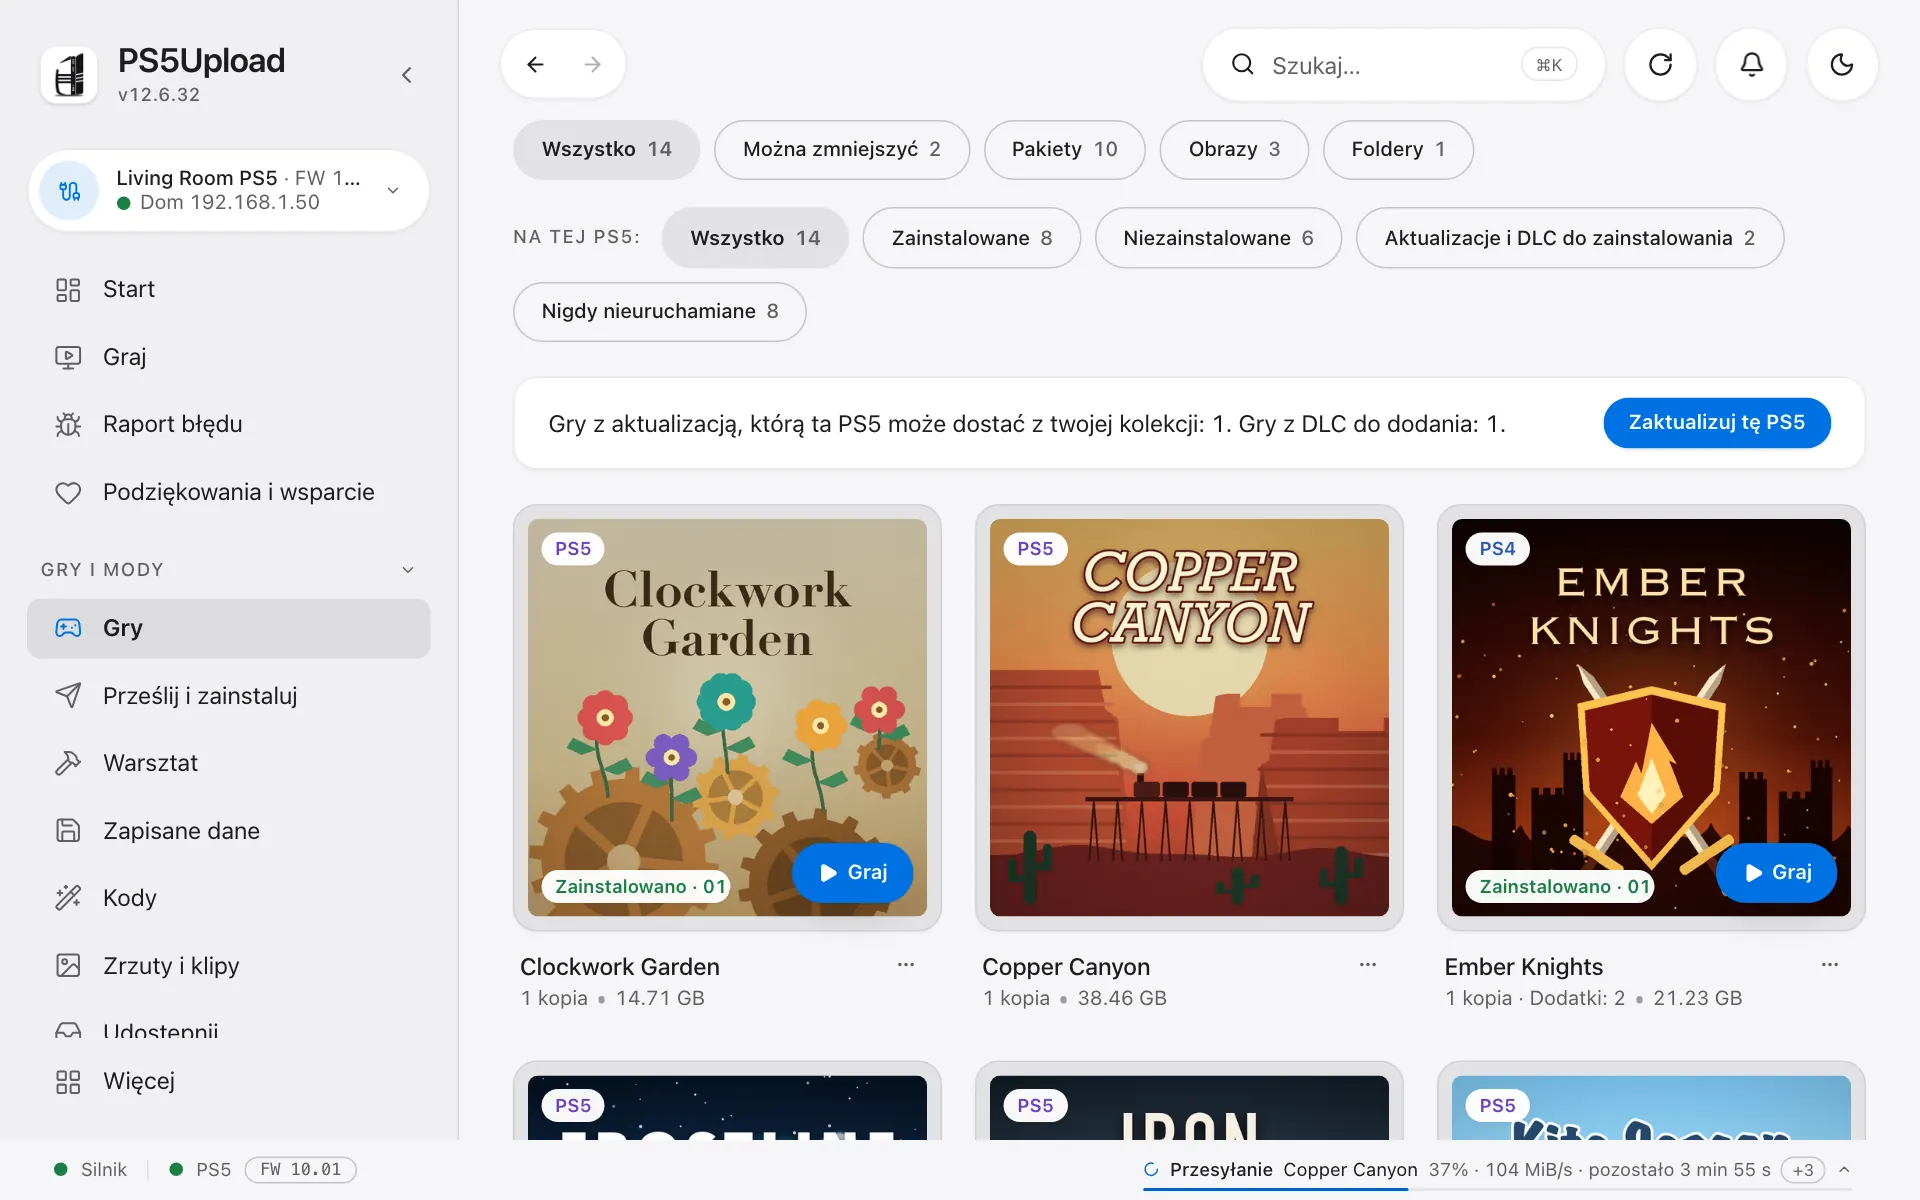 PS5Upload
v12.6.32
Living Room PS5 · FW 1...
Dom 192.168.1.50
Start
Graj
Raport błędu
Podziękowania i wsparcie
GRY I MODY
Gry
Prześlij i zainstaluj
Warsztat
Zapisane dane
Kody
Zrzuty i klipy
Udostępnij
Więcej
Szukaj...
⌘K
Wszystko 14
Można zmniejszyć 2
Pakiety 10
Obrazy 3
Foldery 1
NA TEJ PS5:
Wszystko 14
Zainstalowane 8
Niezainstalowane 6
Aktualizacje i DLC do zainstalowania 2
Nigdy nieuruchamiane 8
Gry z aktualizacją, którą ta PS5 może dostać z twojej kolekcji: 1. Gry z DLC do dodania: 1.
Zaktualizuj tę PS5
PS5
Clockwork
Garden
Zainstalowano · 01
Graj
Clockwork Garden
1 kopia • 14.71 GB
PS5
COPPER
CANYON
Copper Canyon
1 kopia • 38.46 GB
PS4
EMBER
KNIGHTS
Zainstalowano · 01
Graj
Ember Knights
1 kopia · Dodatki: 2 • 21.23 GB
PS5
PS5
IRON
PS5
Silnik
PS5
FW 10.01
Przesyłanie Copper Canyon 37% · 104 MiB/s · pozostało 3 min 55 s
+3